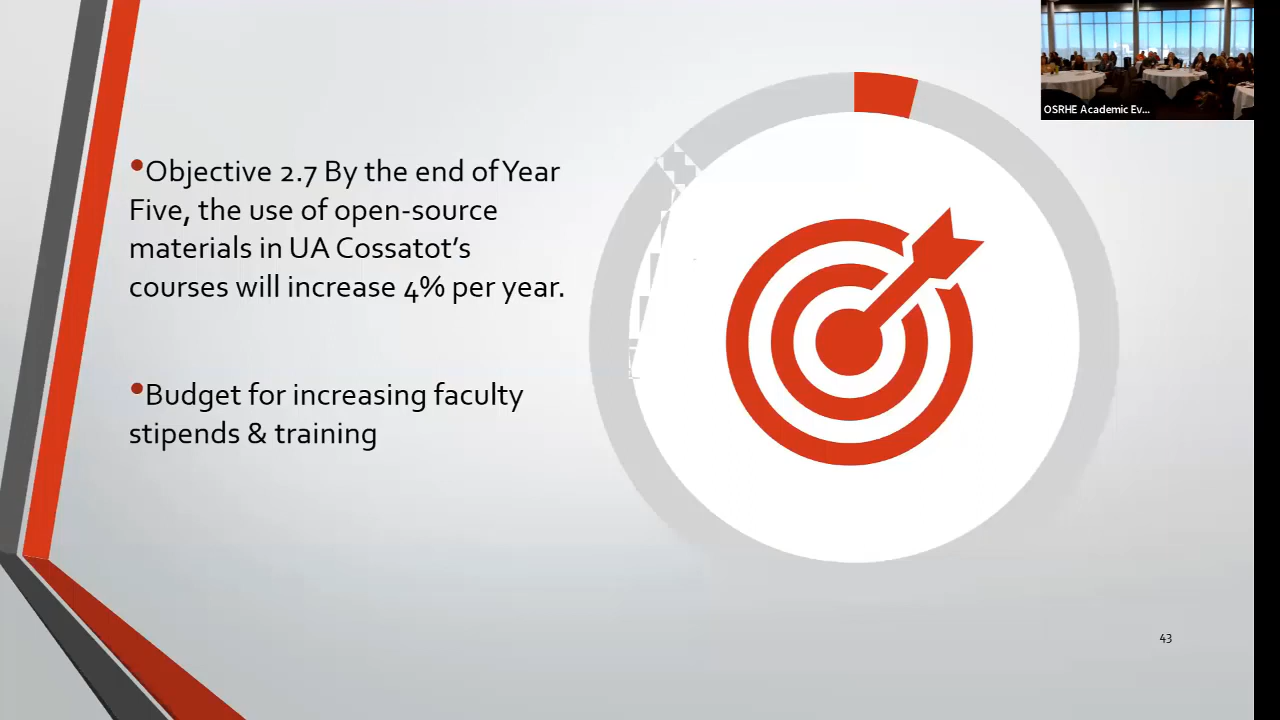 OSRHE Academic Ev...
•Objective 2.7 By the end of Year
Five, the use of open-source
materials in UA Cossatot’s
courses will increase 4% per year.
•Budget for increasing faculty
stipends & training
43